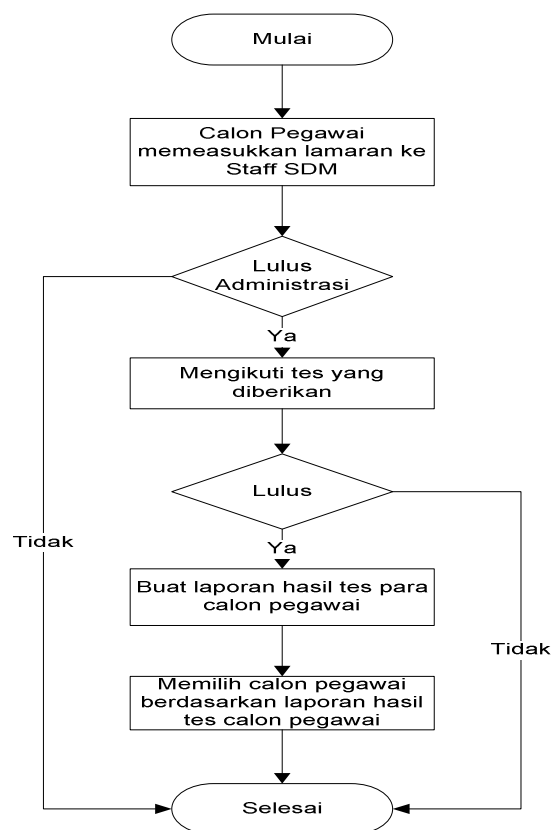 Mulai
Calon Pegawai
memeasukkan lamaran ke
Staff SDM
Lulus
Administrasi
Ya
Mengikuti tes yang
diberikan
Lulus
Tidak
Ya
Buat laporan hasil tes para
calon pegawai
Tidak
Memilih calon pegawai
berdasarkan laporan hasil
tes calon pegawai
Selesai